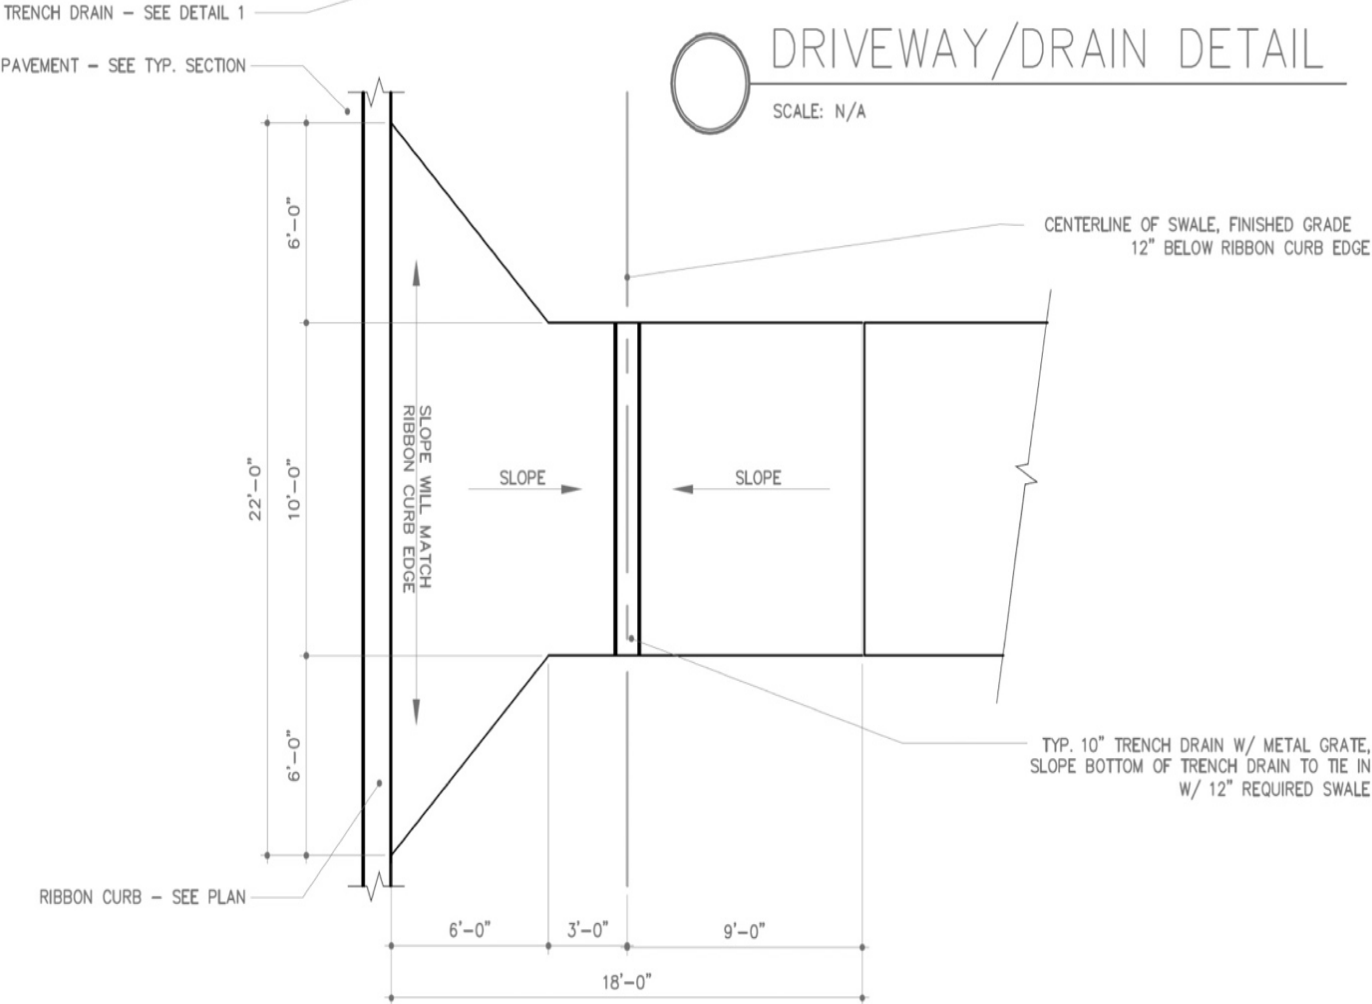 TRENCH DRAIN – SEE DETAIL 1
DRIVEWAY/DRAIN DETAIL
PAVEMENT – SEE TYP. SECTION
SCALE: N/A
CENTERLINE OF SWALE, FINISHED GRADE
12" BELOW RIBBON CURB EDGE
6'–0"
SLOPE WILL MATCH
RIBBON CURB EDGE
SLOPE
SLOPE
22'–0"
10'–0"
6'–0"
TYP. 10" TRENCH DRAIN W/ METAL GRATE,
SLOPE BOTTOM OF TRENCH DRAIN TO TIE IN
W/ 12" REQUIRED SWALE
RIBBON CURB – SEE PLAN
6'–0"
3'–0"
9'–0"
18'–0"